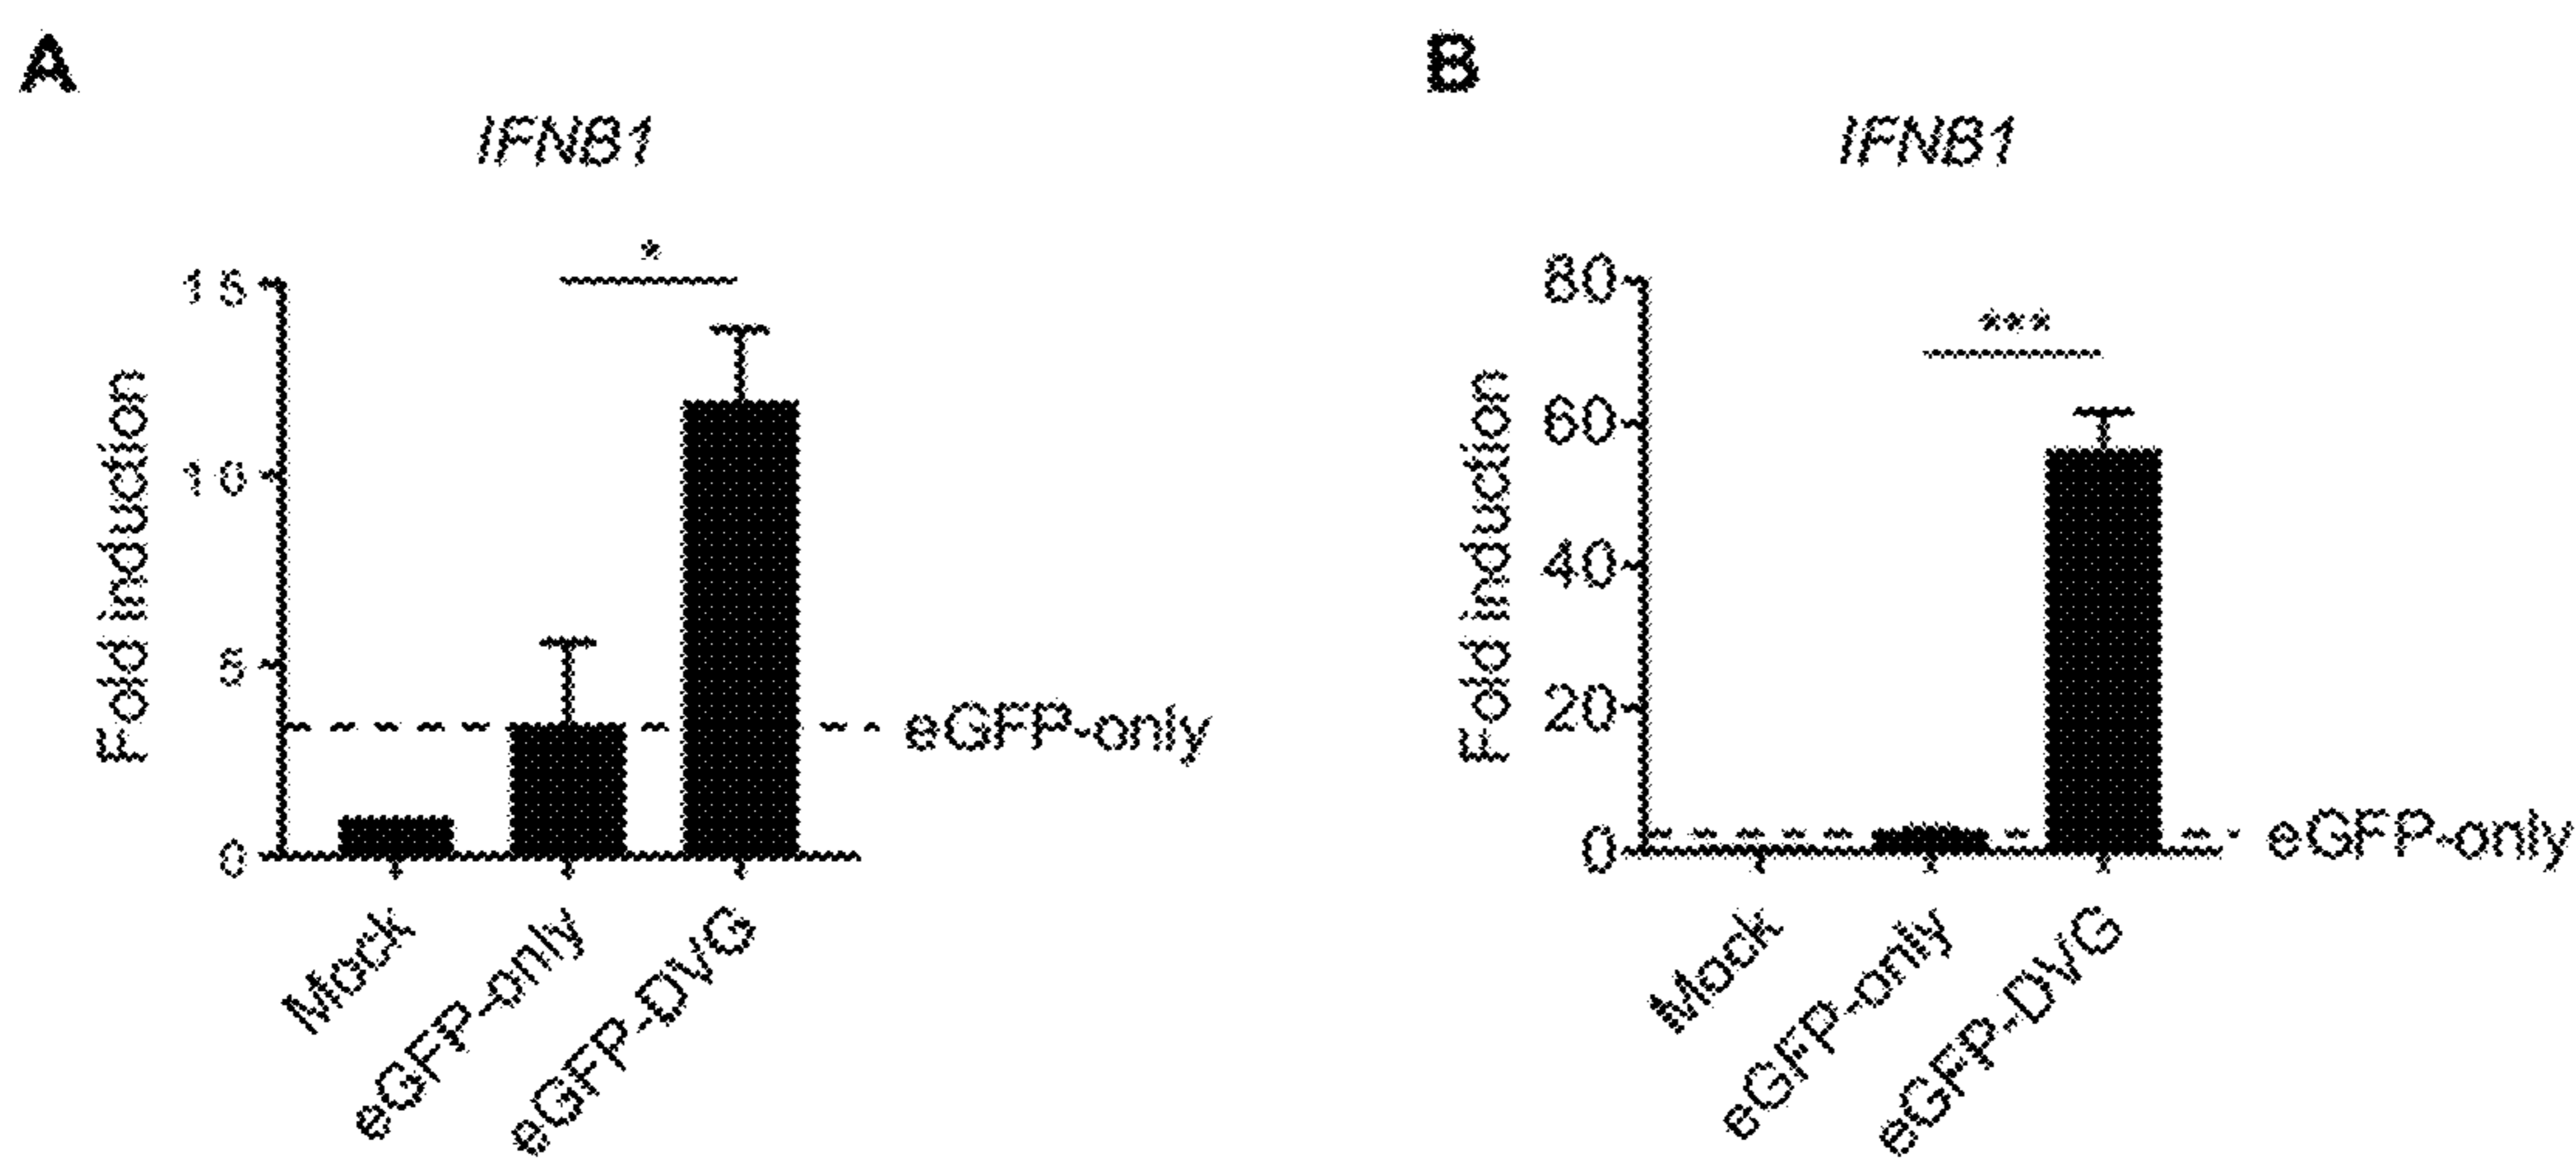 A
IFNB1
*
15
10
5
0
Fold induction
eGFP-only
Mock
eGFP-only
eGFP-DVG
B
IFNB1
***
80
60
40
20
0
Fold induction
eGFP-only
Mock
eGFP-only
eGFP-DVG